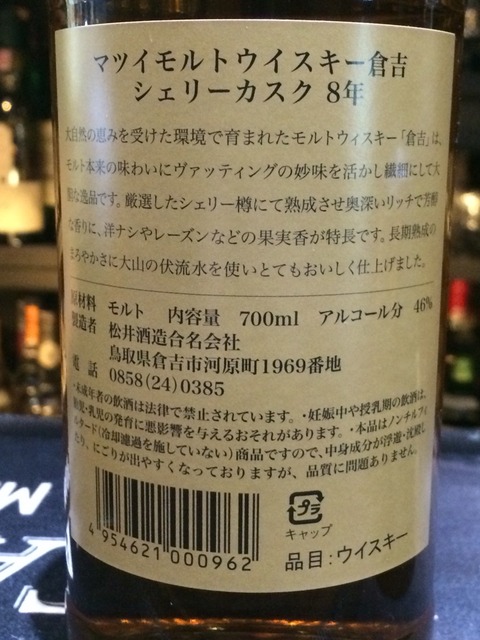 マツイモルトウイスキー倉吉
シェリーカスク 8年
大自然の恵みを受けた環境で育まれたモルトウィスキー「倉吉」は、
モルト本来の味わいにヴァッティングの妙味を活かし繊細にして大
胆な逸品です。厳選したシェリー樽にて熟成させ奥深いリッチで芳醇
な香りに、洋ナシやレーズンなどの果実香が特長です。長期熟成の
まろやかさに大山の伏流水を使いとてもおいしく仕上げました。
原材料 モルト 内容量 700ml アルコール分 46%
製造者 松井酒造合名会社
鳥取県倉吉市河原町1969番地
電話 0858(24)0385
・未成年者の飲酒は法律で禁止されています。・妊娠中や授乳期の飲酒は、
胎児・乳児の発育に悪影響を与えるおそれがあります。・本品はノンチルフィ
ルタード(冷却濾過を施していない)商品ですので、中身成分が浮遊・沈殿し
たり、にごりが出やすくなっておりますが、品質に問題ありません。
4 954621 000962
プラ
キャップ
品目:ウイスキー